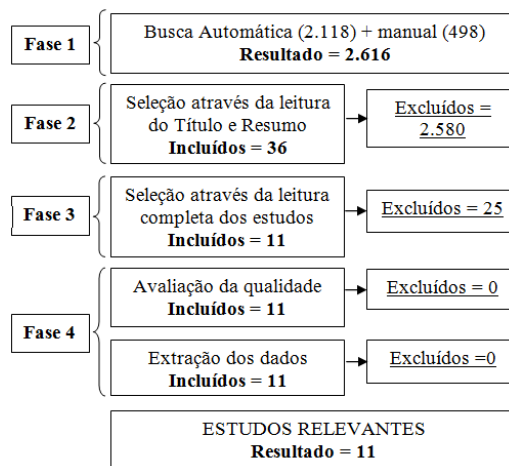 Fase 1
Busca Automática (2.118) + manual (498)
Resultado = 2.616
Fase 2
Seleção através da leitura
do Título e Resumo
Incluídos = 36
Excluídos =
2.580
Fase 3
Seleção através da leitura
completa dos estudos
Incluídos = 11
Excluídos = 25
Fase 4
Avaliação da qualidade
Incluídos = 11
Excluídos = 0
Extração dos dados
Incluídos = 11
Excluídos =0
ESTUDOS RELEVANTES
Resultado = 11